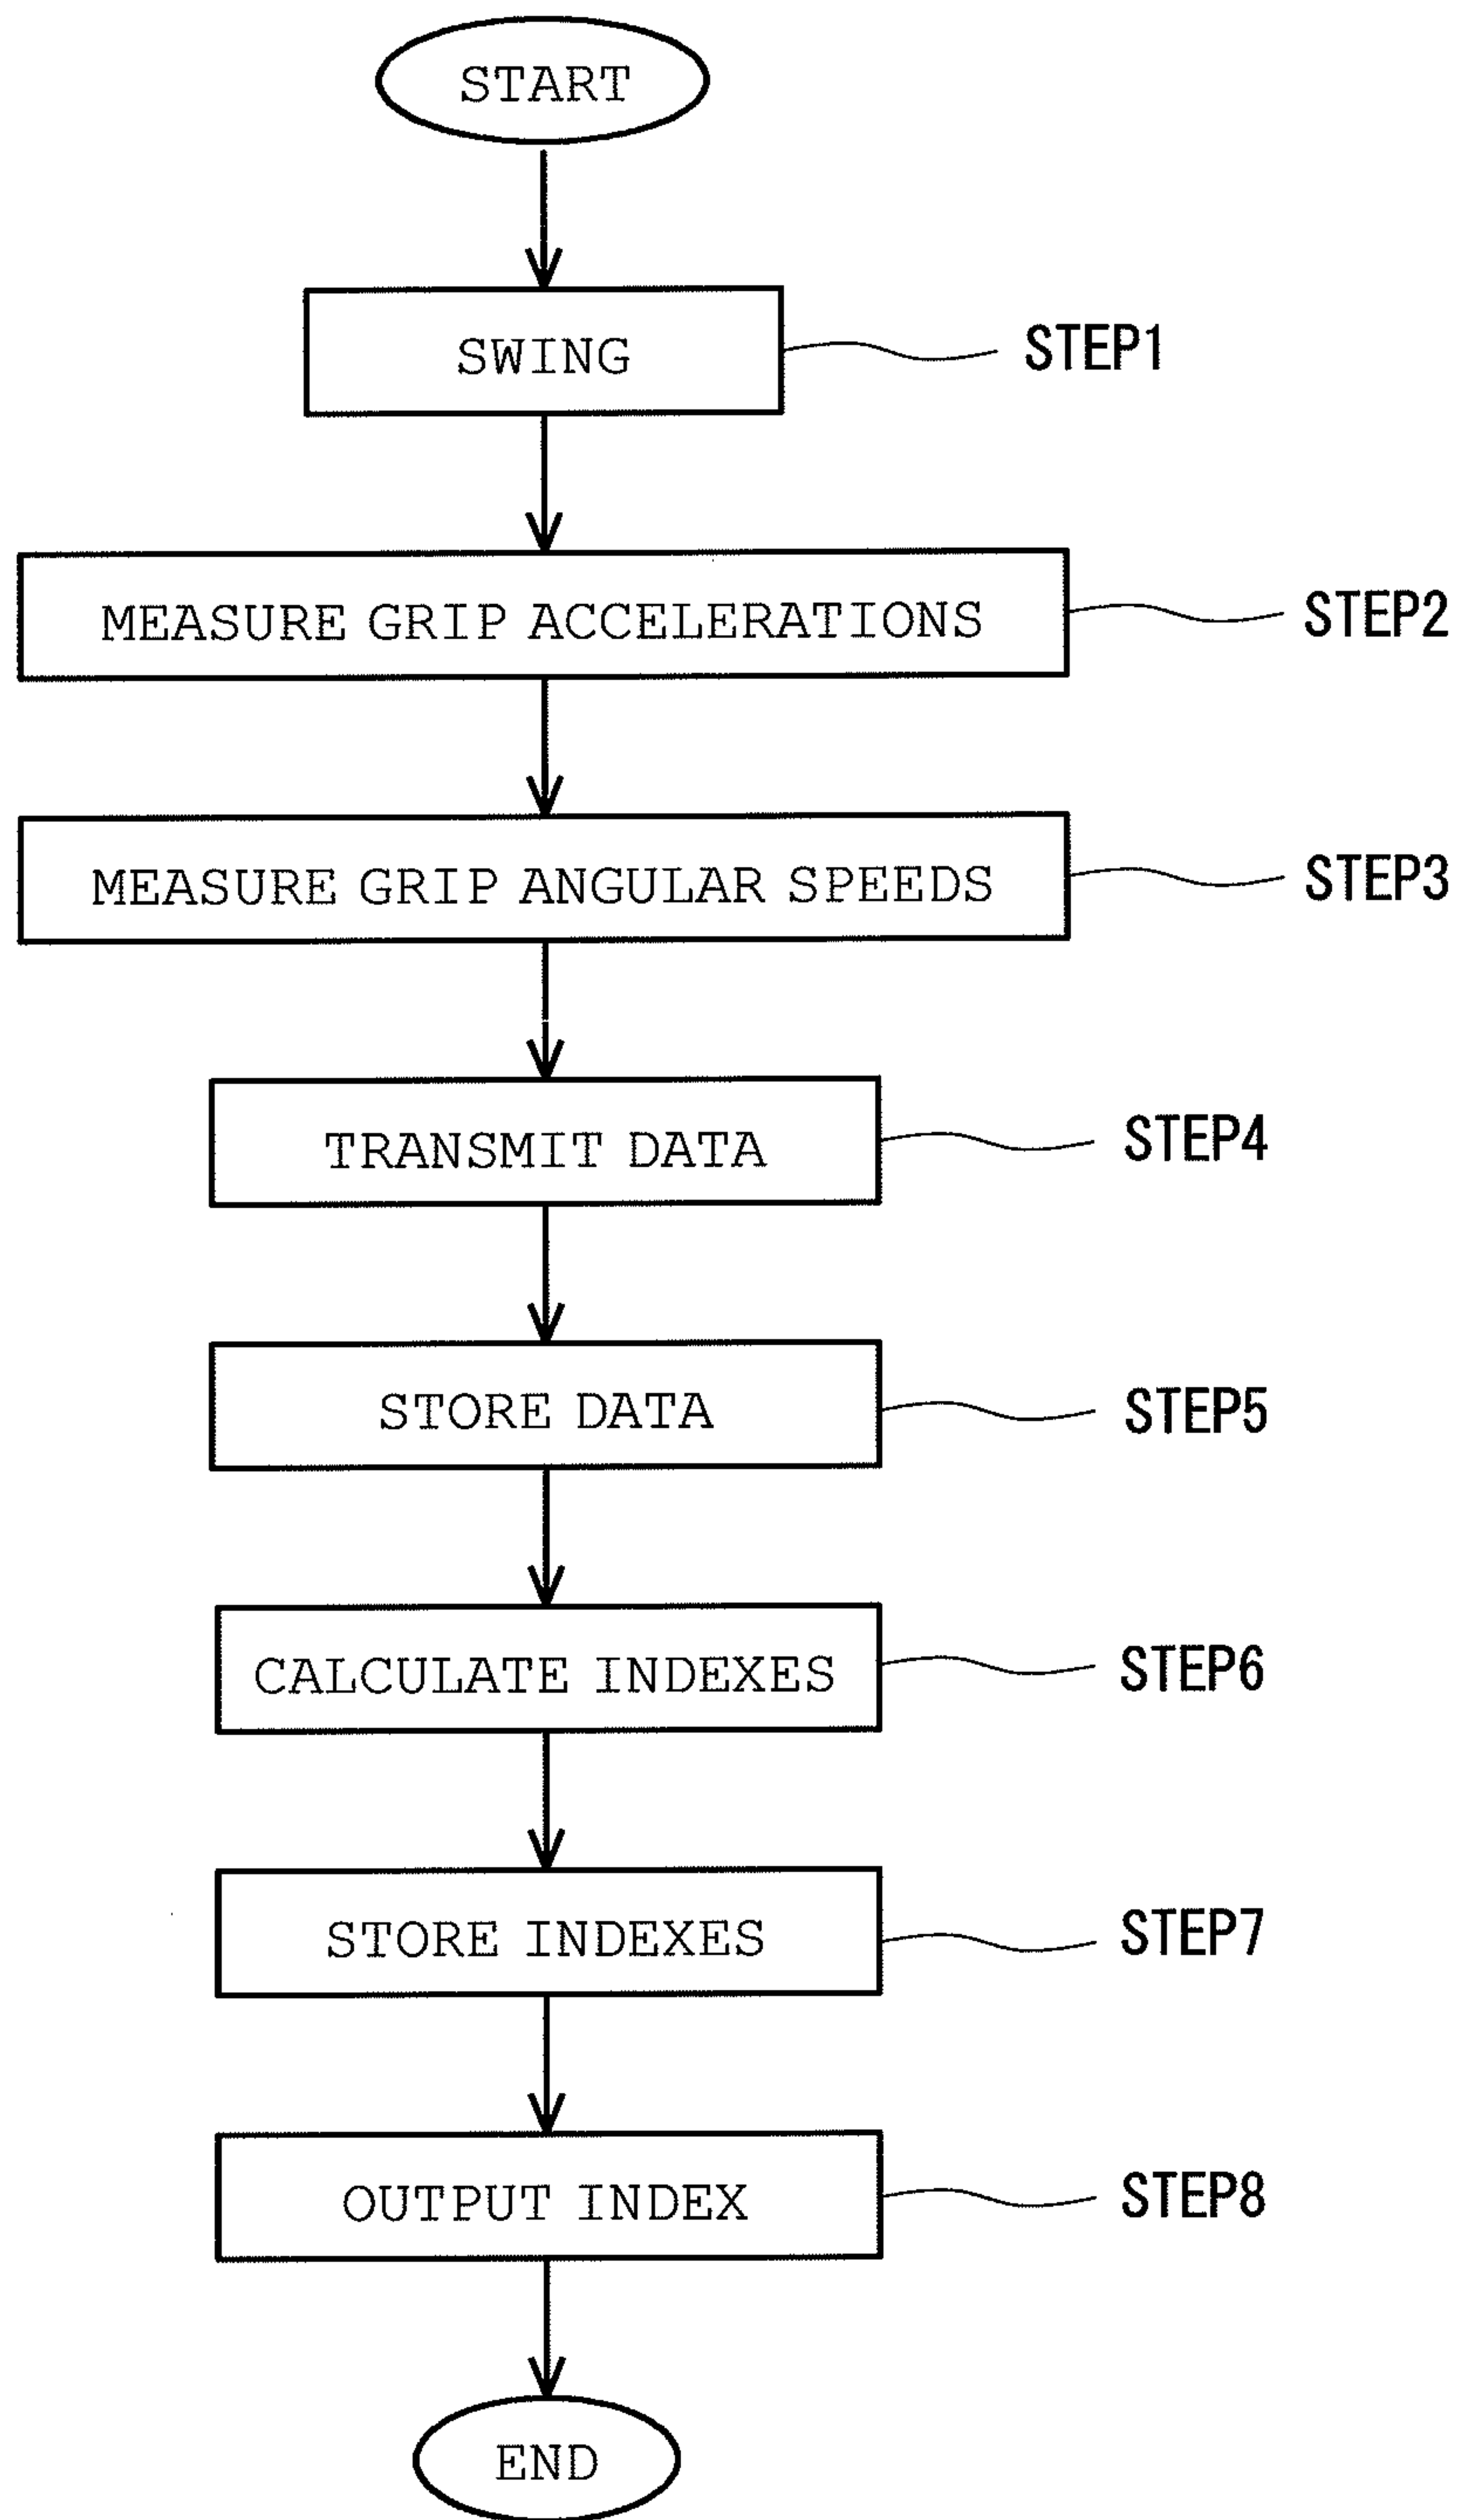 START
SWING
STEP1
MEASURE GRIP ACCELERATIONS
STEP2
MEASURE GRIP ANGULAR SPEEDS
STEP3
TRANSMIT DATA
STEP4
STORE DATA
STEP5
CALCULATE INDEXES
STEP6
STORE INDEXES
STEP7
OUTPUT INDEX
STEP8
END